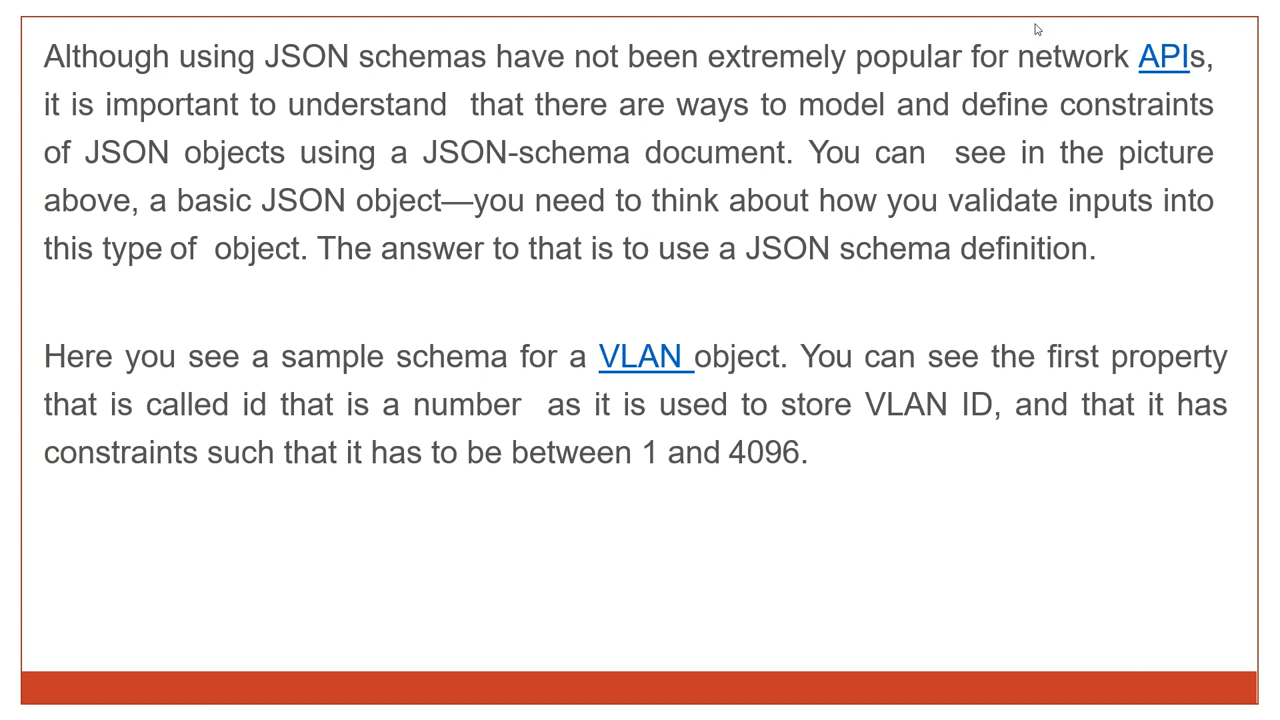 Although using JSON schemas have not been extremely popular for network APIs,
it is important to understand that there are ways to model and define constraints
of JSON objects using a JSON-schema document. You can see in the picture
above, a basic JSON object—you need to think about how you validate inputs into
this type of object. The answer to that is to use a JSON schema definition.
Here you see a sample schema for a VLAN object. You can see the first property
that is called id that is a number as it is used to store VLAN ID, and that it has
constraints such that it has to be between 1 and 4096.